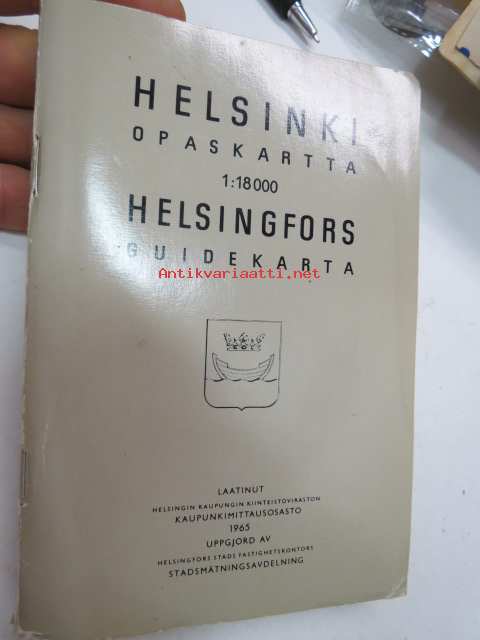 HELSINKI
OPASKARTTA
1:18000
HELSINGFORS
GUIDEKARTA
Antikvariaatti.net
LAATINUT
HELSINGIN KAUPUNGIN KIINTEISTÖVIRASTON
KAUPUNKIMITTAUSOSASTO
1965
UPPGJORD AV
HELSINGFORS STADS FASTIGHETSKONTORS
STADSMÄTNINGSAVDELNING